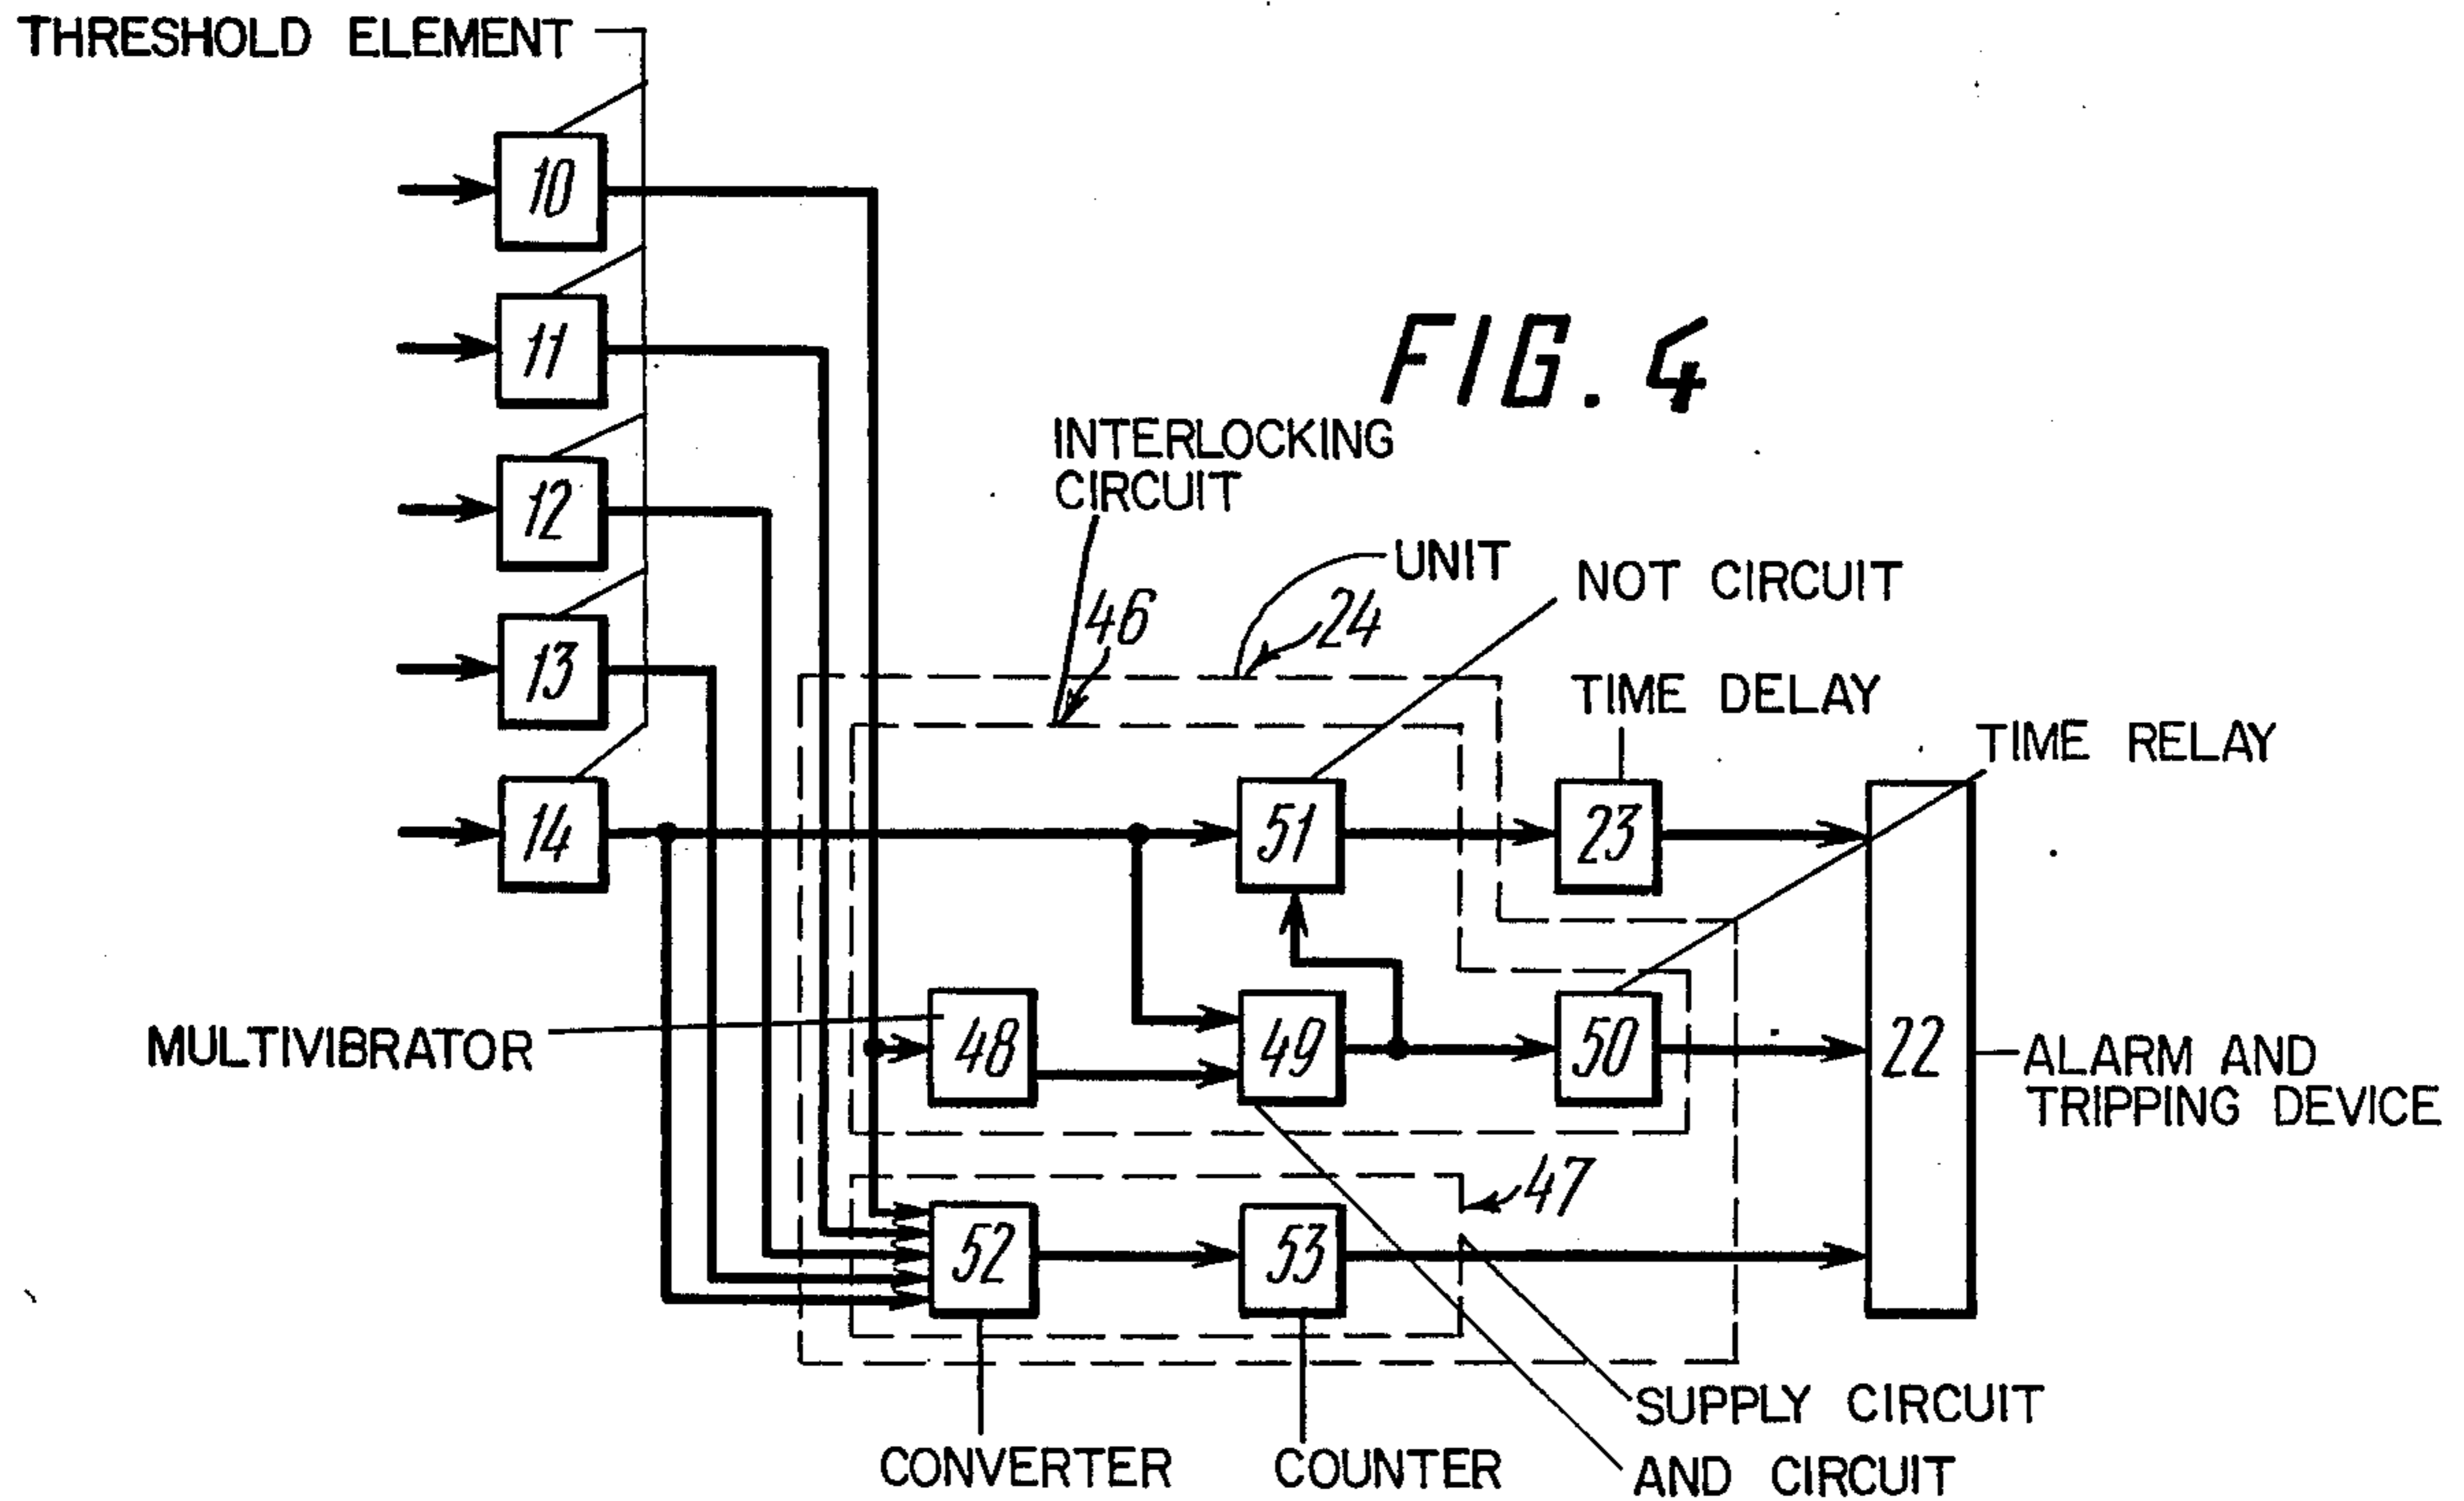 THRESHOLD ELEMENT
10
11
FIG. 4
INTERLOCKING
CIRCUIT
12
UNIT
NOT CIRCUIT
46
24
13
TIME DELAY
TIME RELAY
14
51
23
MULTIVIBRATOR
48
49
50
22
ALARM AND
TRIPPING DEVICE
47
52
53
SUPPLY CIRCUIT
CONVERTER
COUNTER
AND CIRCUIT